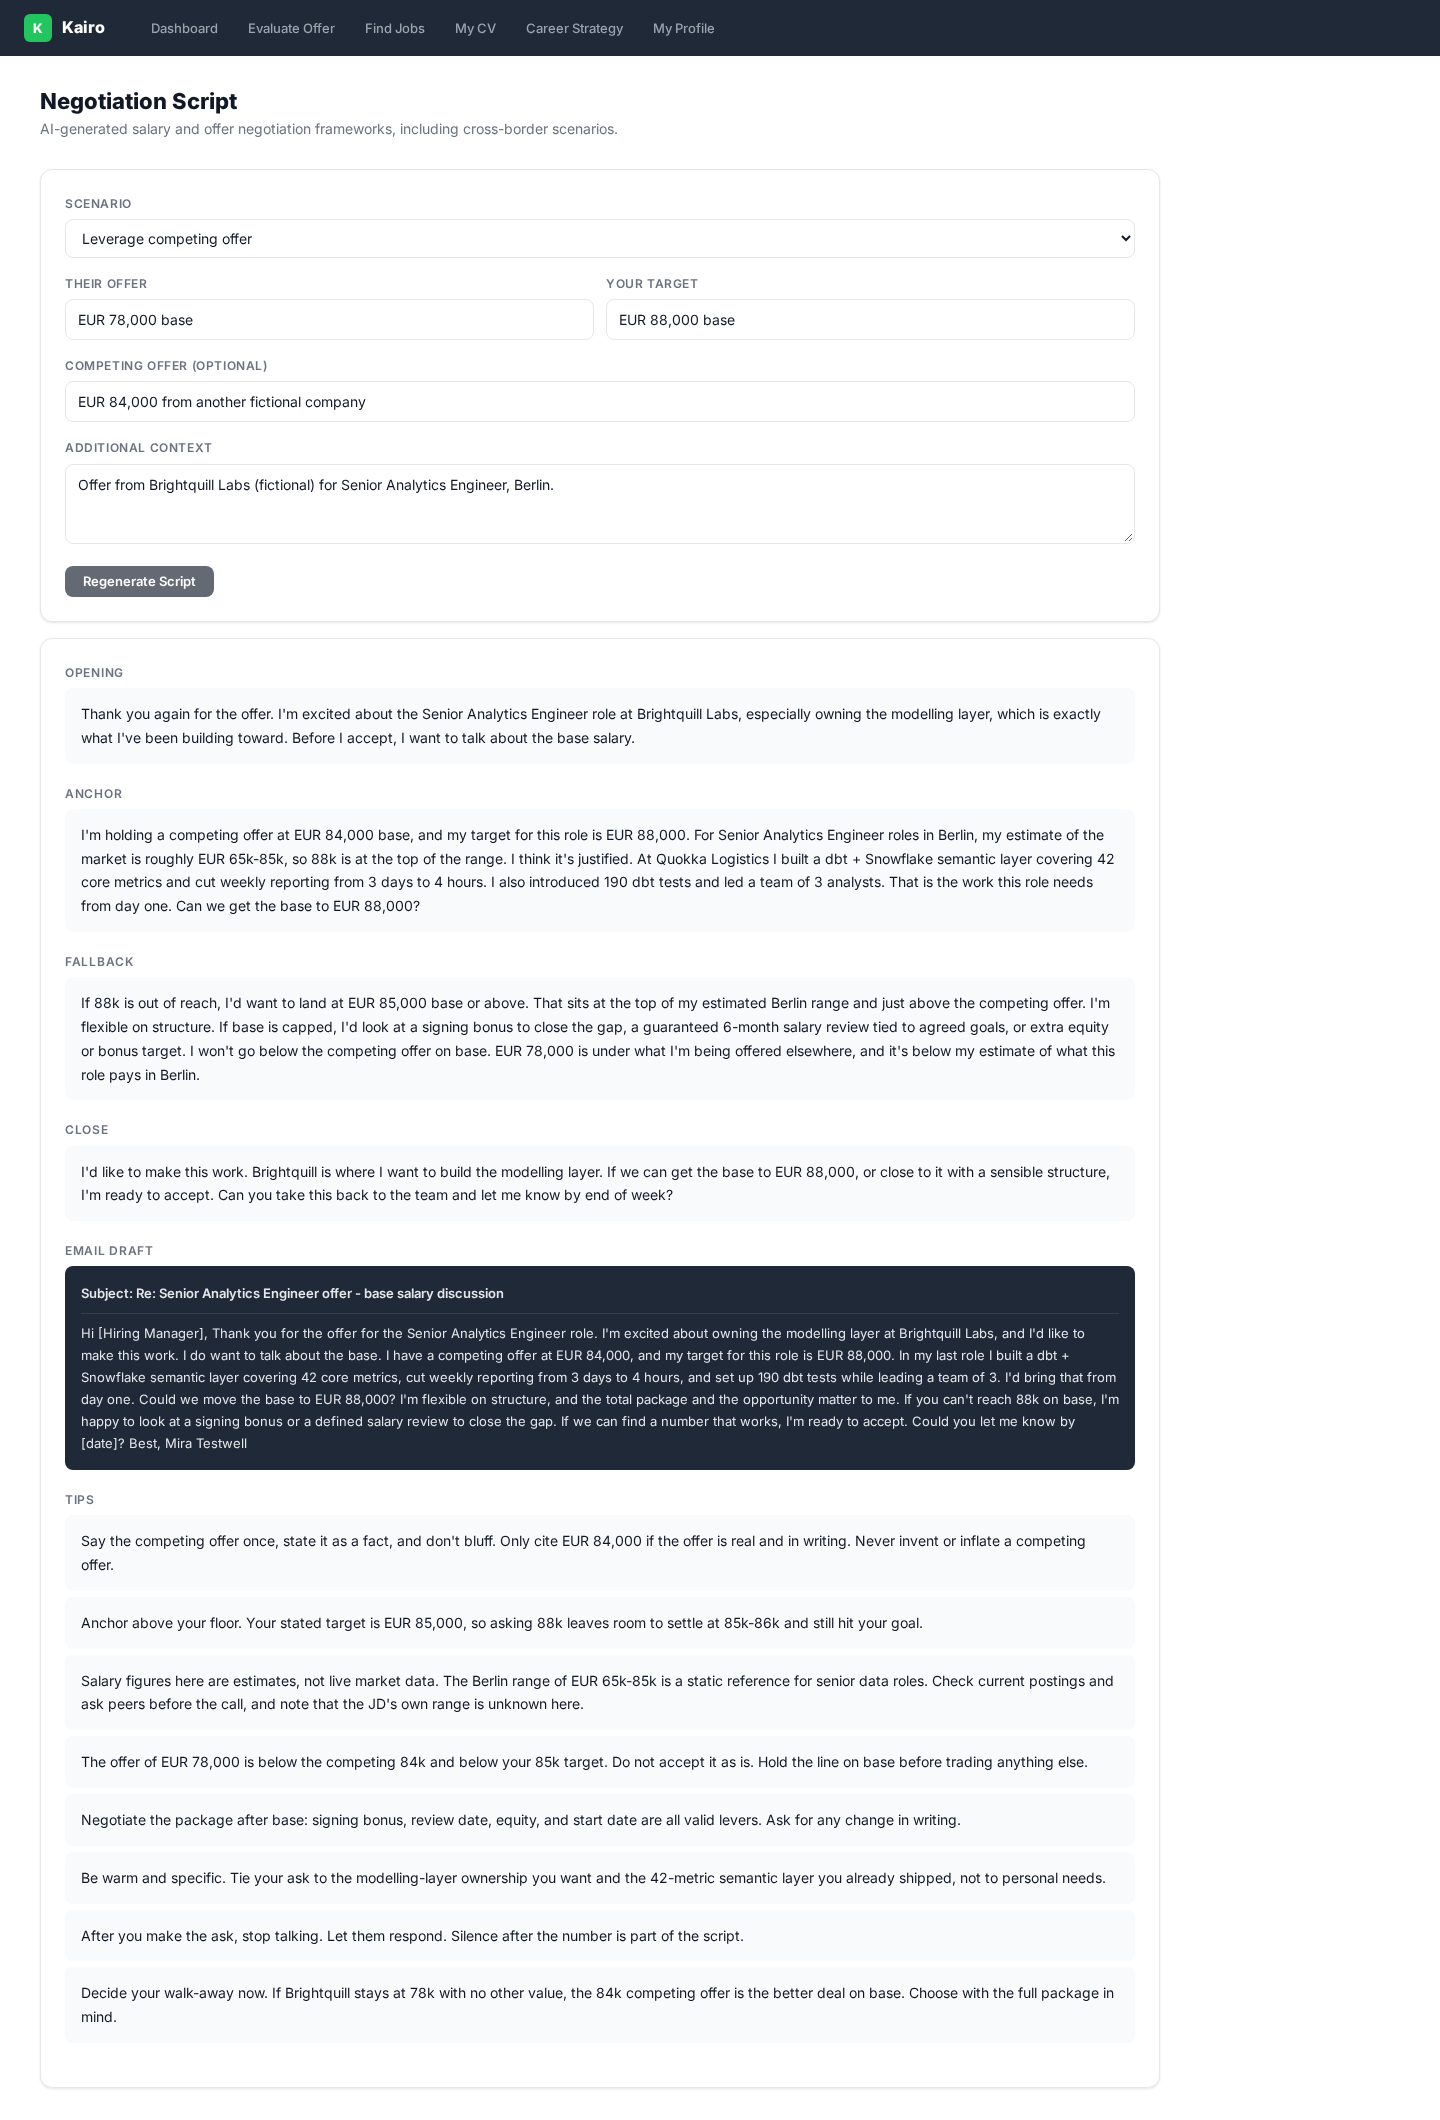 K Kairo Dashboard Evaluate Offer Find Jobs My CV Career Strategy My Profile
Negotiation Script
AI-generated salary and offer negotiation frameworks, including cross-border scenarios.
SCENARIO
Leverage competing offer
THEIR OFFER YOUR TARGET
EUR 78,000 base EUR 88,000 base
COMPETING OFFER (OPTIONAL)
EUR 84,000 from another fictional company
ADDITIONAL CONTEXT
Offer from Brightquill Labs (fictional) for Senior Analytics Engineer, Berlin.
Regenerate Script
OPENING
Thank you again for the offer. I'm excited about the Senior Analytics Engineer role at Brightquill Labs, especially owning the modelling layer, which is exactly
what I've been building toward. Before I accept, I want to talk about the base salary.
ANCHOR
I'm holding a competing offer at EUR 84,000 base, and my target for this role is EUR 88,000. For Senior Analytics Engineer roles in Berlin, my estimate of the
market is roughly EUR 65k-85k, so 88k is at the top of the range. I think it's justified. At Quokka Logistics I built a dbt + Snowflake semantic layer covering 42
core metrics and cut weekly reporting from 3 days to 4 hours. I also introduced 190 dbt tests and led a team of 3 analysts. That is the work this role needs
from day one. Can we get the base to EUR 88,000?
FALLBACK
If 88k is out of reach, I'd want to land at EUR 85,000 base or above. That sits at the top of my estimated Berlin range and just above the competing offer. I'm
flexible on structure. If base is capped, I'd look at a signing bonus to close the gap, a guaranteed 6-month salary review tied to agreed goals, or extra equity
or bonus target. I won't go below the competing offer on base. EUR 78,000 is under what I'm being offered elsewhere, and it's below my estimate of what this
role pays in Berlin.
CLOSE
I'd like to make this work. Brightquill is where I want to build the modelling layer. If we can get the base to EUR 88,000, or close to it with a sensible structure,
I'm ready to accept. Can you take this back to the team and let me know by end of week?
EMAIL DRAFT
Subject: Re: Senior Analytics Engineer offer - base salary discussion
Hi [Hiring Manager], Thank you for the offer for the Senior Analytics Engineer role. I'm excited about owning the modelling layer at Brightquill Labs, and I'd like to
make this work. I do want to talk about the base. I have a competing offer at EUR 84,000, and my target for this role is EUR 88,000. In my last role I built a dbt +
Snowflake semantic layer covering 42 core metrics, cut weekly reporting from 3 days to 4 hours, and set up 190 dbt tests while leading a team of 3. I'd bring that from
day one. Could we move the base to EUR 88,000? I'm flexible on structure, and the total package and the opportunity matter to me. If you can't reach 88k on base, I'm
happy to look at a signing bonus or a defined salary review to close the gap. If we can find a number that works, I'm ready to accept. Could you let me know by
[date]? Best, Mira Testwell
TIPS
Say the competing offer once, state it as a fact, and don't bluff. Only cite EUR 84,000 if the offer is real and in writing. Never invent or inflate a competing
offer.
Anchor above your floor. Your stated target is EUR 85,000, so asking 88k leaves room to settle at 85k-86k and still hit your goal.
Salary figures here are estimates, not live market data. The Berlin range of EUR 65k-85k is a static reference for senior data roles. Check current postings and
ask peers before the call, and note that the JD's own range is unknown here.
The offer of EUR 78,000 is below the competing 84k and below your 85k target. Do not accept it as is. Hold the line on base before trading anything else.
Negotiate the package after base: signing bonus, review date, equity, and start date are all valid levers. Ask for any change in writing.
Be warm and specific. Tie your ask to the modelling-layer ownership you want and the 42-metric semantic layer you already shipped, not to personal needs.
After you make the ask, stop talking. Let them respond. Silence after the number is part of the script.
Decide your walk-away now. If Brightquill stays at 78k with no other value, the 84k competing offer is the better deal on base. Choose with the full package in
mind.